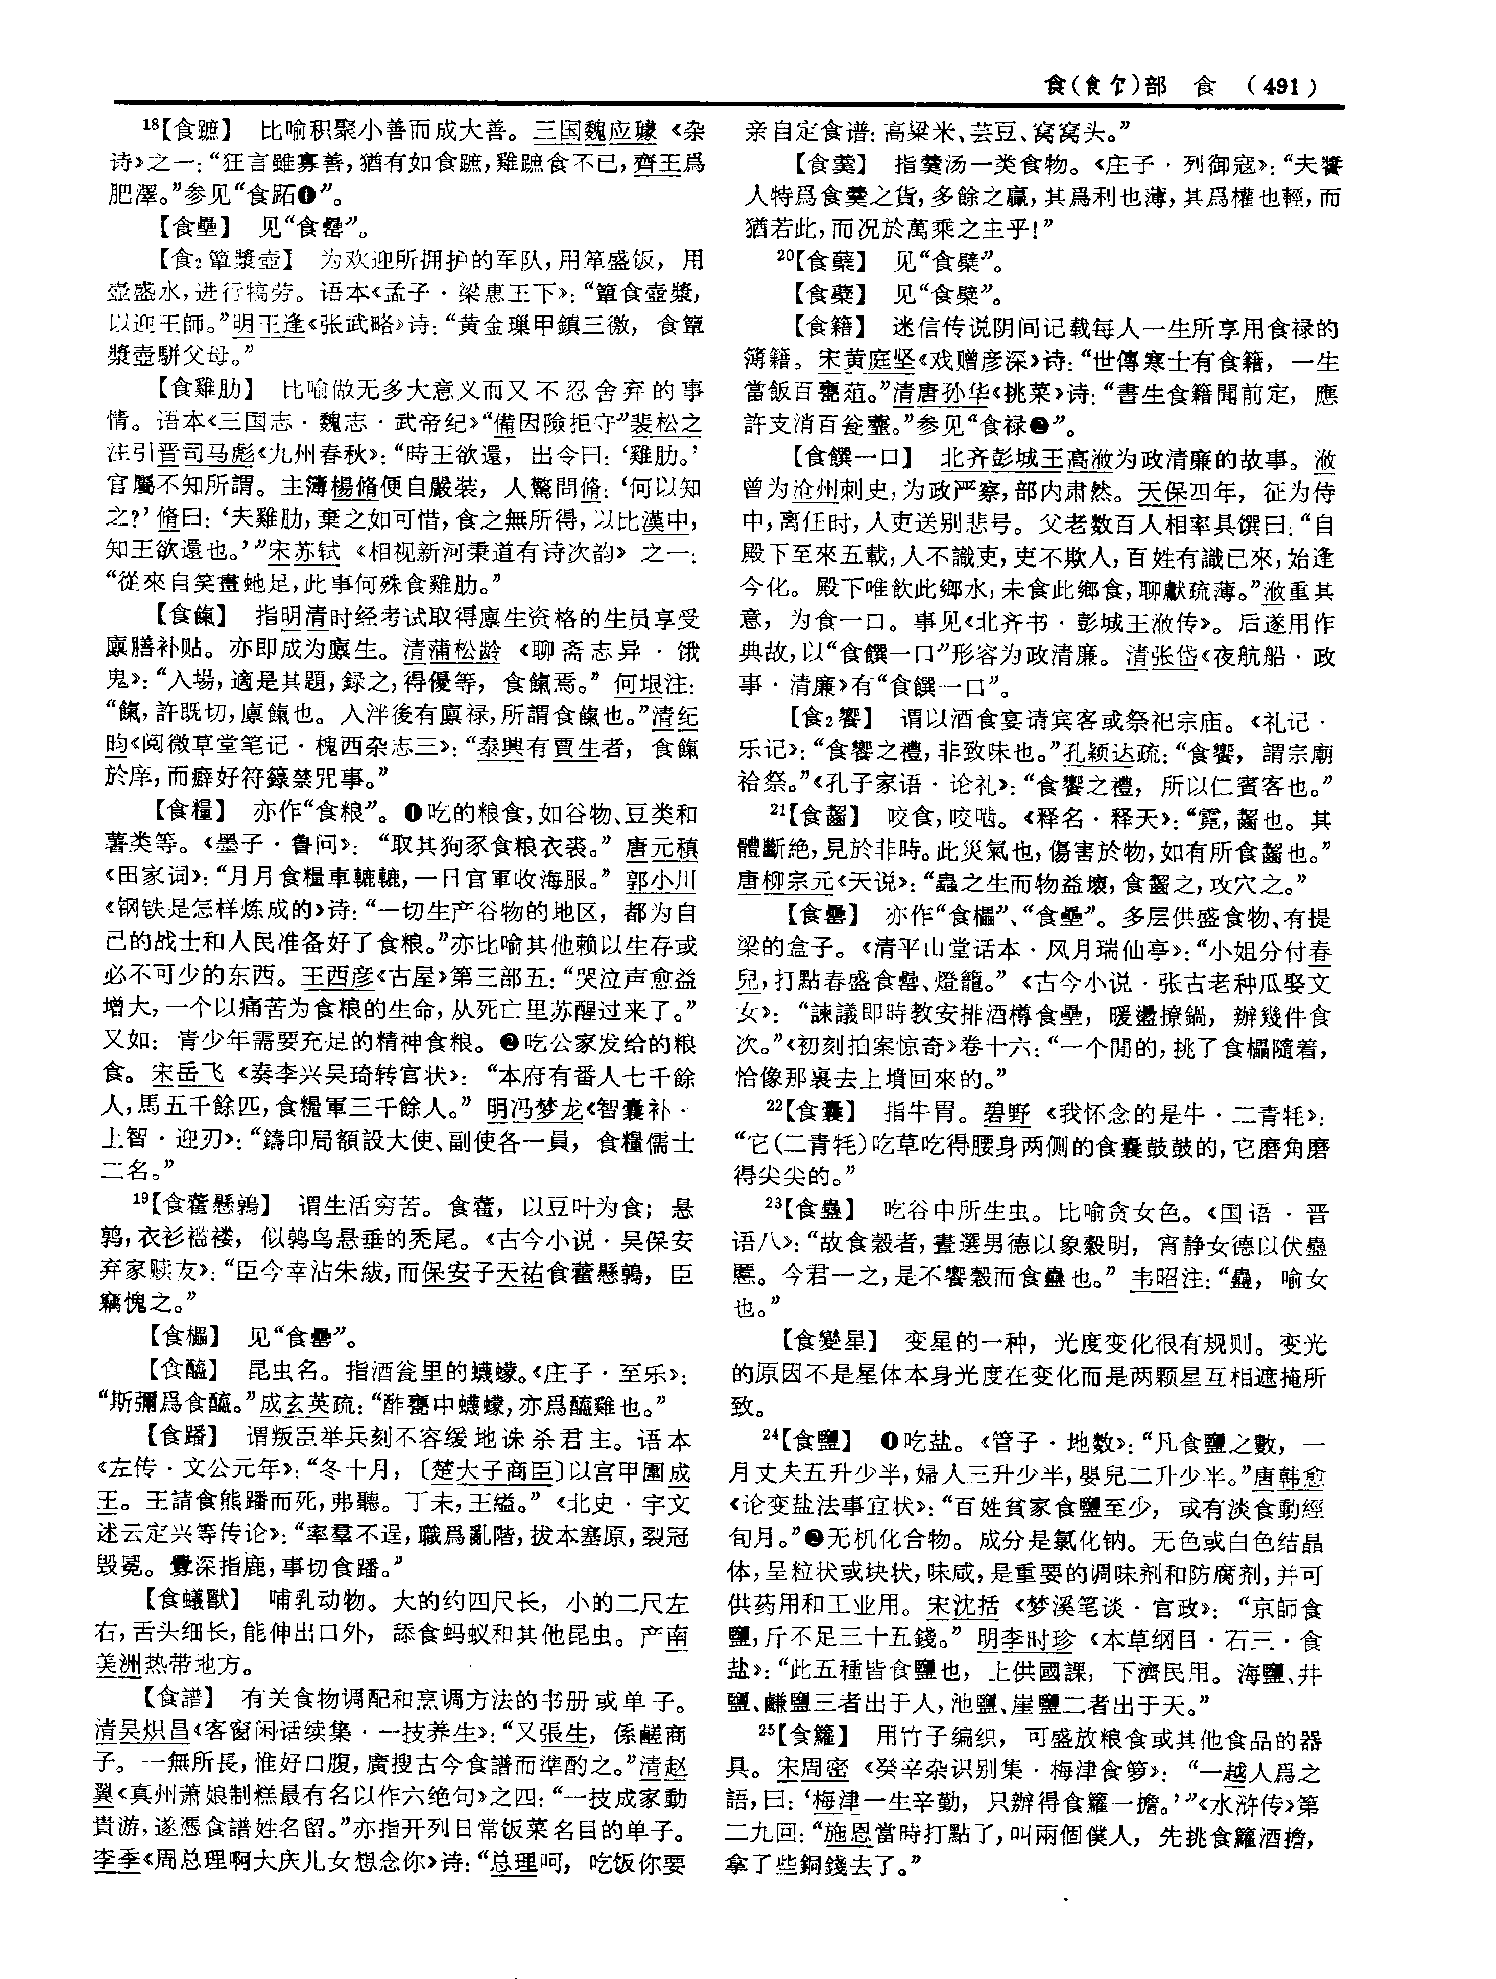 食(食饣)部　食　(491)
18【食蹠】　比喻积聚小善而成大善。三国魏应璩《杂
诗》之一:“狂言雖寡善,猶有如食蹠,雞蹠食不已,齊王爲
肥澤。”参见“食跖❶”。
【食壘】　见“食罍”。
【食₂簞漿壺】　为欢迎所拥护的军队,用箪盛饭,用
壶盛水,进行犒劳。语本《孟子·梁惠王下》:“簞食壺漿,
以迎王師。”明王逢《张武略》诗:“黄金璅甲鎮三徼,食簞
漿壺駢父母。”
【食雞肋】　比喻做无多大意义而又不忍舍弃的事
情。语本《三国志·魏志·武帝纪》“備因險拒守”裴松之
注引晋司马彪《九州春秋》:“時王欲還,出令曰:‘雞肋。’
官屬不知所謂。主簿楊脩便自嚴裝,人驚問脩:‘何以知
之?’脩曰:‘夫雞肋,棄之如可惜,食之無所得,以比漢中,
知王欲還也。’”宋苏轼《相视新河秉道有诗次韵》之一:
“從來自笑畫虵足,此事何殊食雞肋。”
【食餼】　指明清时经考试取得廪生资格的生员享受
廪膳补贴。亦即成为廪生。清蒲松龄《聊斋志异·饿
鬼》:“入場,適是其題,録之,得優等,食餼焉。”何垠注:
“餼,許既切,廪餼也。入泮後有廪禄,所謂食餼也。”清纪
昀《阅微草堂笔记·槐西杂志三》:“泰興有賈生者,食餼
於庠,而癖好符籙禁咒事。”
【食糧】　亦作“食粮”。❶吃的粮食,如谷物、豆类和
薯类等。《墨子·鲁问》:“取其狗豕食粮衣裘。”唐元稹
《田家词》:“月月食糧車轆轆,一日官軍收海服。”郭小川
《钢铁是怎样炼成的》诗:“一切生产谷物的地区,都为自
己的战士和人民准备好了食粮。”亦比喻其他赖以生存或
必不可少的东西。王西彦《古屋》第三部五:“哭泣声愈益
增大,一个以痛苦为食粮的生命,从死亡里苏醒过来了。”
又如:青少年需要充足的精神食粮。❷吃公家发给的粮
食。宋岳飞《奏李兴吴琦转官状》:“本府有番人七千餘
人,馬五千餘匹,食糧軍三千餘人。”明冯梦龙《智囊补·
上智·迎刃》:“鑄印局額設大使、副使各一員,食糧儒士
二名。”
19【食藿懸鶉】　谓生活穷苦。食藿,以豆叶为食;悬
鹑,衣衫褴褛,似鹑鸟悬垂的秃尾。《古今小说·吴保安
弃家赎友》:“臣今幸沾朱紱,而保安子天祐食藿懸鶉,臣
竊愧之。”
【食櫑】　见“食罍”。
【食醯】　昆虫名。指酒瓮里的蠛蠓。《庄子·至乐》:
“斯彌爲食醯。”成玄英疏:“酢甕中蠛蠓,亦爲醯雞也。”
【食蹯】　谓叛臣举兵刻不容缓地诛杀君主。语本
《左传·文公元年》:“冬十月,〔楚大子商臣〕以宫甲圍成
王。王請食熊蹯而死,弗聽。丁未,王縊。”《北史·宇文
述云定兴等传论》:“率羣不逞,職爲亂階,拔本塞原,裂冠
毁冕。釁深指鹿,事切食蹯。”
【食蟻獸】　哺乳动物。大的约四尺长,小的二尺左
右,舌头细长,能伸出口外,舔食蚂蚁和其他昆虫。产南
美洲热带地方。
【食譜】　有关食物调配和烹调方法的书册或单子。
清吴炽昌《客窗闲话续集·一技养生》:“又張生,係鹺商
子。一無所長,惟好口腹,廣搜古今食譜而準酌之。”清赵
翼《真州萧娘制糕最有名以作六绝句》之四:“一技成家動
貴游,遂憑食譜姓名留。”亦指开列日常饭菜名目的单子。
李季《周总理啊大庆儿女想念你》诗:“总理呵,吃饭你要
亲自定食谱:高粱米、芸豆、窝窝头。”
【食羹】　指羹汤一类食物。《庄子·列御寇》:“夫饗
人特爲食羹之貨,多餘之贏,其爲利也薄,其爲權也輕,而
猶若此,而况於萬乘之主乎!”
20【食蘗】　见“食檗”。
【食櫱】　见“食檗”。
【食籍】　迷信传说阴间记载每人一生所享用食禄的
簿籍。宋黄庭坚《戏赠彦深》诗:“世傳寒士有食籍,一生
當飯百甕葅。”清唐孙华《挑菜》诗:“書生食籍聞前定,應
許支消百瓮虀。”参见“食禄❷”。
【食饌一口】　北齐彭城王高浟为政清廉的故事。浟
曾为沧州刺史,为政严察,部内肃然。天保四年,征为侍
中,离任时,人吏送别悲号。父老数百人相率具馔曰:“自
殿下至來五載,人不識吏,吏不欺人,百姓有識已來,始逢
今化。殿下唯飲此鄉水,未食此鄉食,聊獻疏薄。”浟重其
意,为食一口。事见《北齐书·彭城王浟传》。后遂用作
典故,以“食饌一口”形容为政清廉。清张岱《夜航船·政
事·清廉》有“食饌一口”。
【食₂饗】　谓以酒食宴请宾客或祭祀宗庙。《礼记·
乐记》:“食饗之禮,非致味也。”孔颖达疏:“食饗,謂宗廟
祫祭。”《孔子家语·论礼》:“食饗之禮,所以仁賓客也。”
21【食齧】　咬食,咬啮。《释名·释天》:“霓,齧也。其
體斷絶,見於非時。此災氣也,傷害於物,如有所食齧也。”
唐柳宗元《天说》:“蟲之生而物益壞,食齧之,攻穴之。”
【食罍】　亦作“食櫑”、“食壘”。多层供盛食物、有提
梁的盒子。《清平山堂话本·风月瑞仙亭》:“小姐分付春
兒,打點春盛食罍、燈籠。”《古今小说·张古老种瓜娶文
女》:“諫議即時教安排酒樽食壘,暖盪撩鍋,辦幾件食
次。”《初刻拍案惊奇》卷十六:“一个閒的,挑了食櫑隨着,
恰像那裏去上墳回來的。”
22【食囊】　指牛胃。碧野《我怀念的是牛·二青牦》:
“它(二青牦)吃草吃得腰身两侧的食囊鼓鼓的,它磨角磨
得尖尖的。”
23【食蠱】　吃谷中所生虫。比喻贪女色。《国语·晋
语八》:“故食穀者,晝選男德以象穀明,宵静女德以伏蠱
慝。今君一之,是不饗穀而食蠱也。”韦昭注:“蠱,喻女
也。”
【食變星】　变星的一种,光度变化很有规则。变光
的原因不是星体本身光度在变化而是两颗星互相遮掩所
致。
24【食鹽】　❶吃盐。《管子·地数》:“凡食鹽之數,一
月丈夫五升少半,婦人三升少半,嬰兒二升少半。”唐韩愈
《论变盐法事宜状》:“百姓貧家食鹽至少,或有淡食動經
旬月。”❷无机化合物。成分是氯化钠。无色或白色结晶
体,呈粒状或块状,味咸,是重要的调味剂和防腐剂,并可
供药用和工业用。宋沈括《梦溪笔谈·官政》:“京師食
鹽,斤不足三十五錢。”明李时珍《本草纲目·石三·食
盐》:“此五種皆食鹽也,上供國課,下濟民用。海鹽、井
鹽、鹻鹽三者出于人,池鹽、崖鹽二者出于天。”
25【食籮】　用竹子编织,可盛放粮食或其他食品的器
具。宋周密《癸辛杂识别集·梅津食箩》:“一越人爲之
語,曰:‘梅津一生辛勤,只辦得食籮一擔。’”《水浒传》第
二九回:“施恩當時打點了,叫兩個僕人,先挑食籮酒擔,
拿了些銅錢去了。”